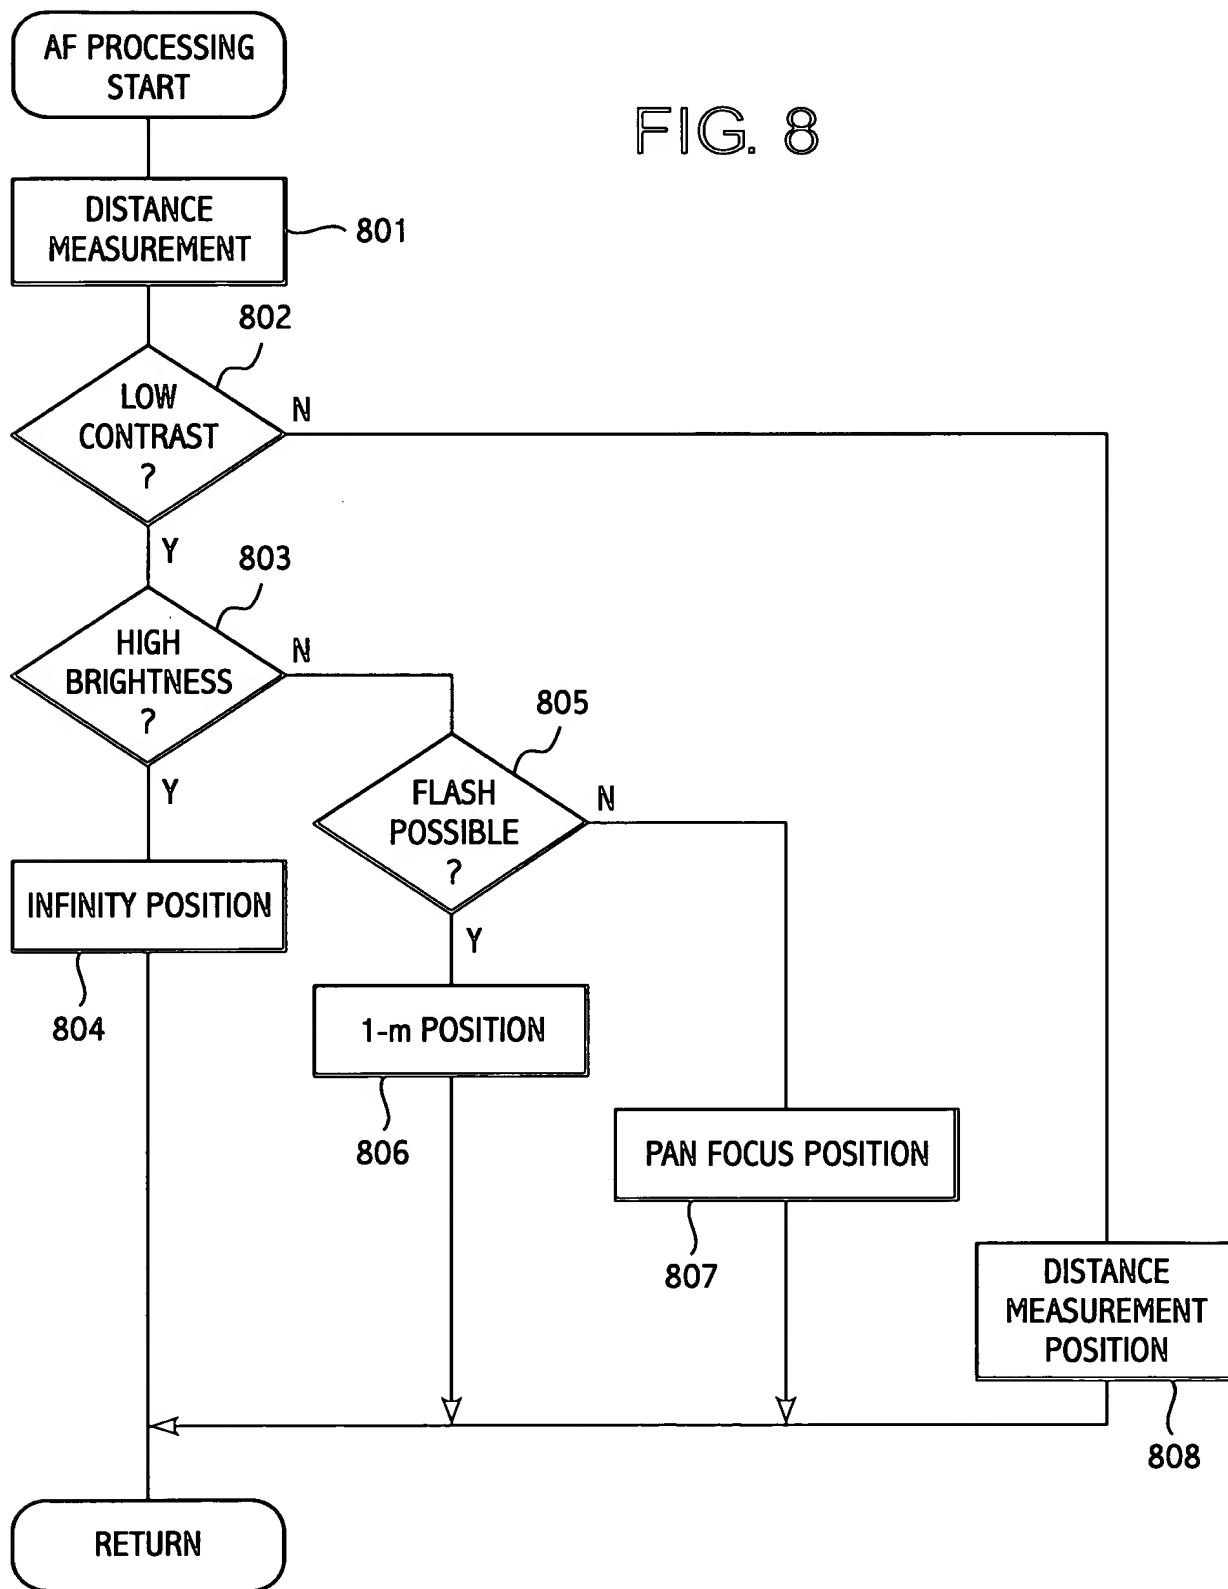 AF PROCESSING
START
FIG. 8
DISTANCE
MEASUREMENT
801
802
LOW
CONTRAST
?
N
Y
803
HIGH
BRIGHTNESS
?
N
Y
805
FLASH
POSSIBLE
?
N
Y
INFINITY POSITION
804
1-m POSITION
806
PAN FOCUS POSITION
807
DISTANCE
MEASUREMENT
POSITION
808
RETURN